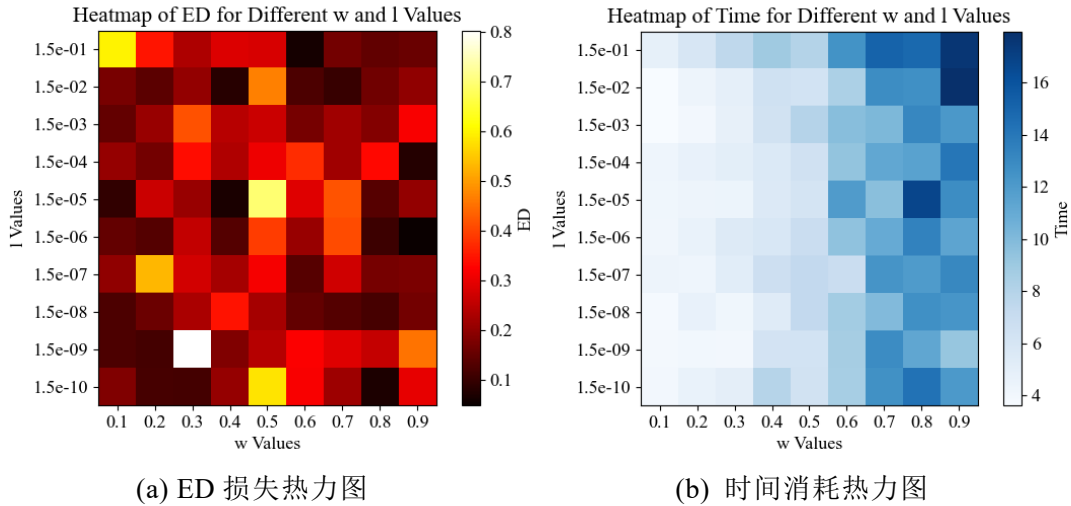 Heatmap of ED for Different w and l Values
1.5e-01
1.5e-02
1.5e-03
1.5e-04
1.5e-05
1.5e-06
1.5e-07
1.5e-08
1.5e-09
1.5e-10
l Values
0.1 0.2 0.3 0.4 0.5 0.6 0.7 0.8 0.9
w Values
0.8
0.7
0.6
0.5
0.4
0.3
0.2
0.1
ED
(a) ED 损失热力图
Heatmap of Time for Different w and l Values
1.5e-01
1.5e-02
1.5e-03
1.5e-04
1.5e-05
1.5e-06
1.5e-07
1.5e-08
1.5e-09
1.5e-10
l Values
0.1 0.2 0.3 0.4 0.5 0.6 0.7 0.8 0.9
w Values
16
14
12
10
8
6
4
Time
(b) 时间消耗热力图